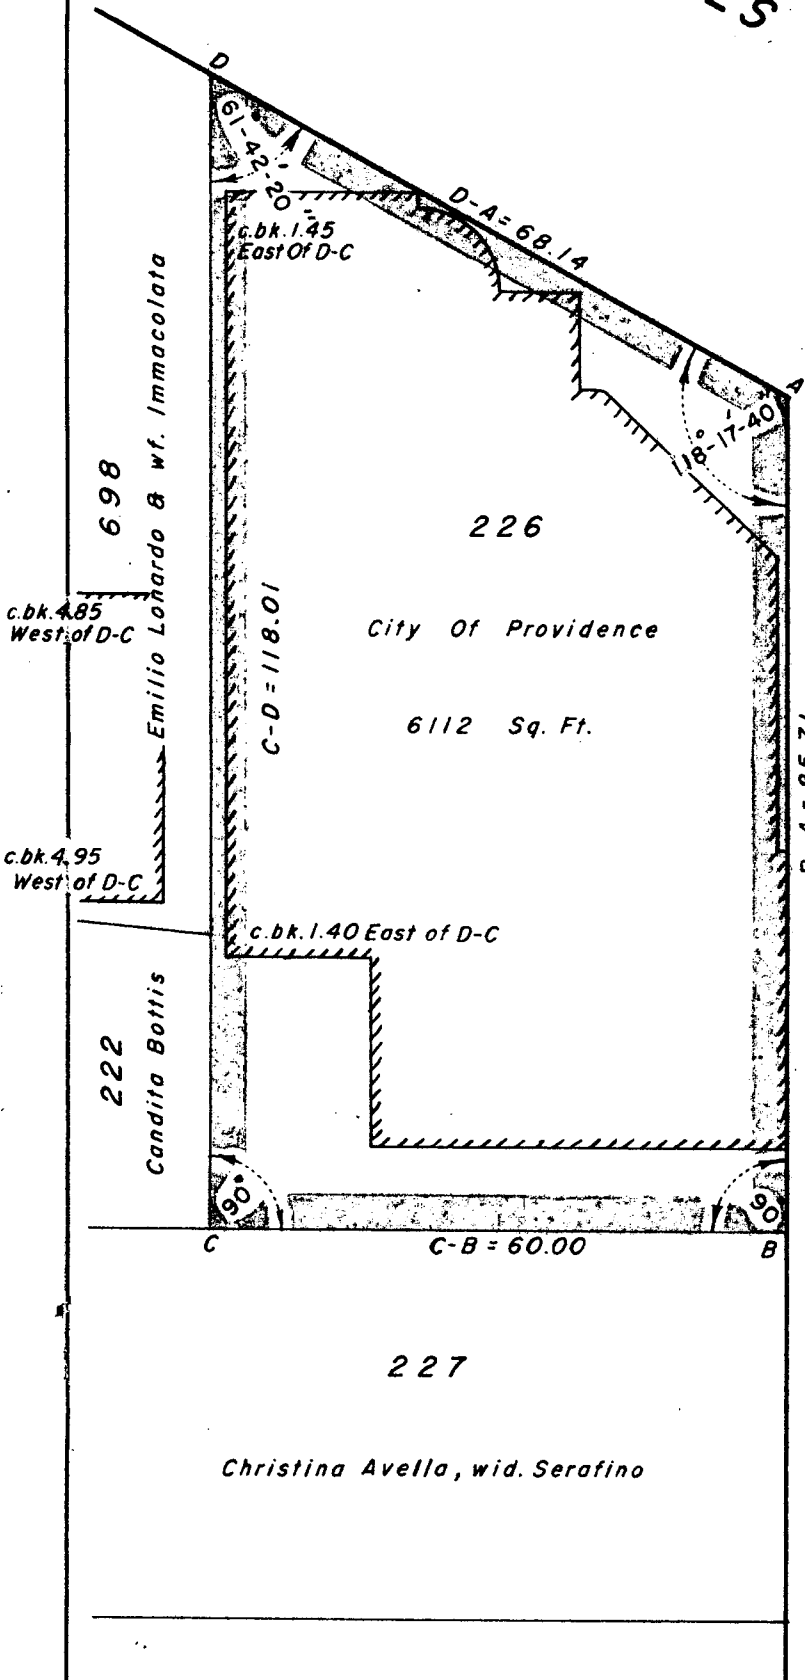 S
D
61°-42'-20"
D-A=68.14
c.bk.1.45
East Of D-C
A
18-17-40
698
Emilio Lonardo & wf. Immacolata
226
City Of Providence
6112 Sq. Ft.
C-D = 118.01
c.bk.4.85
West of D-C
c.bk.4.95
West of D-C
c.bk.1.40 East of D-C
222
Candita Bottis
90°
90°
C
C-B = 60.00
B
227
Christina Avella, wid. Serafino